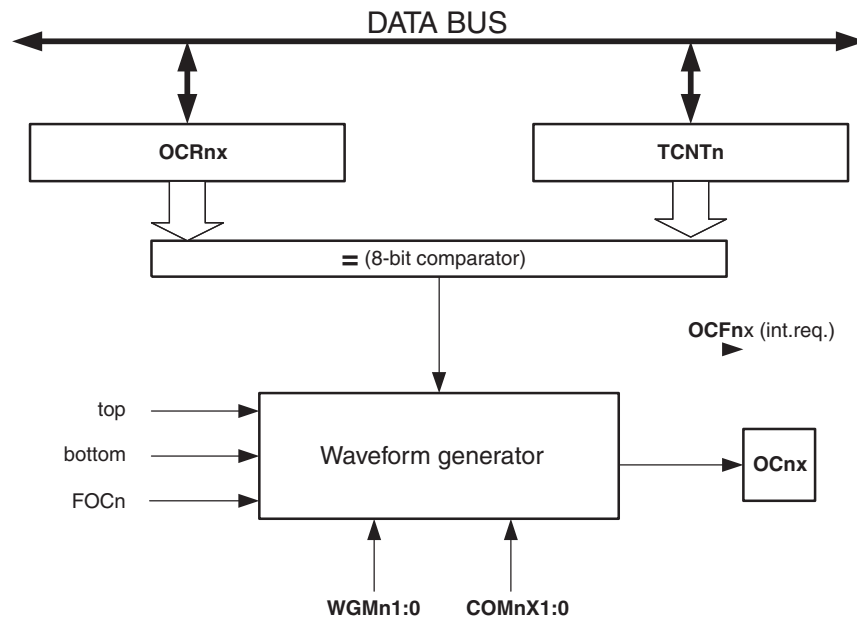 DATA BUS
OCRnx
TCNTn
= (8-bit comparator)
OCFnx (int.req.)
top
bottom
FOCn
Waveform generator
OCnx
WGMn1:0
COMnX1:0